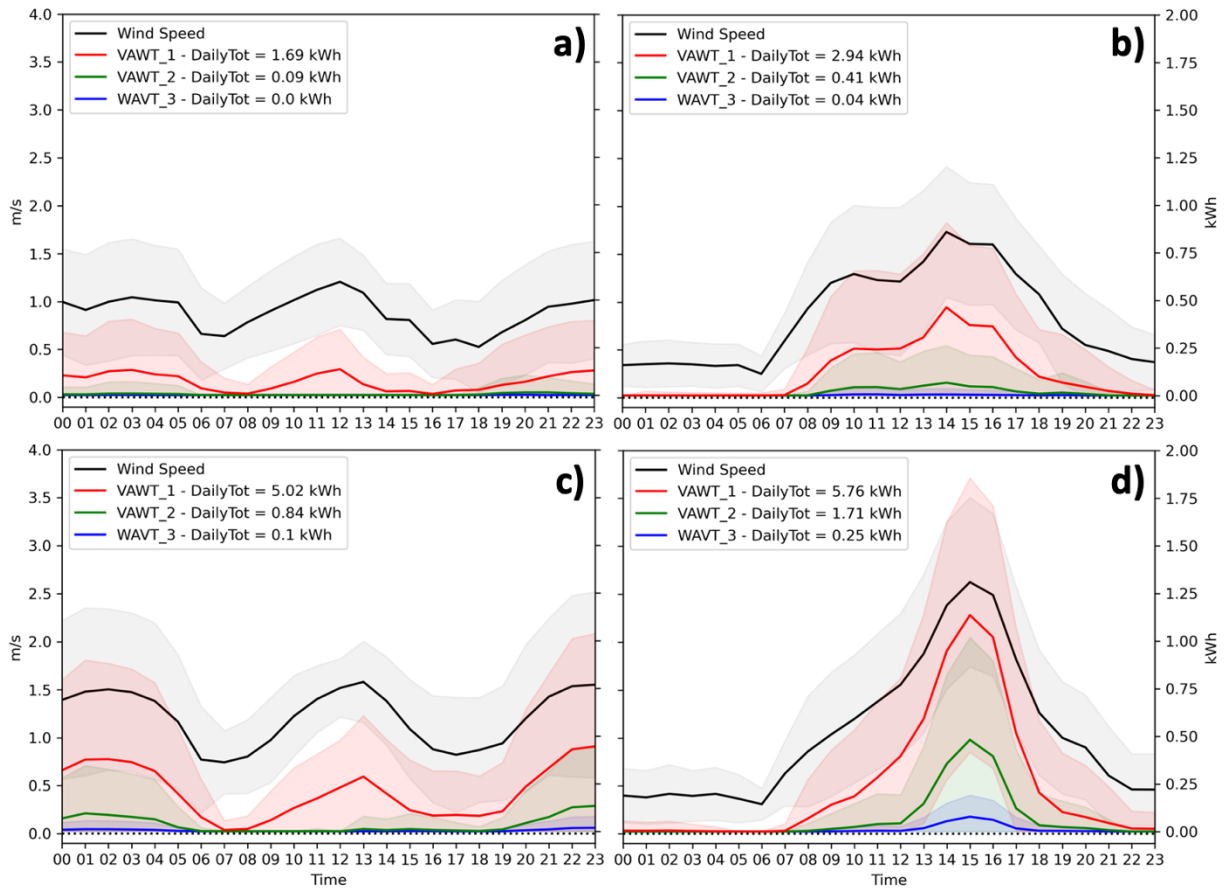 4.0
3.5
3.0
2.5
2.0
1.5
1.0
0.5
0.0
m/s
Wind Speed
VAWT_1 - DailyTot = 1.69 kWh
VAWT_2 - DailyTot = 0.09 kWh
WAVT_3 - DailyTot = 0.0 kWh
a)
00 01 02 03 04 05 06 07 08 09 10 11 12 13 14 15 16 17 18 19 20 21 22 23
Wind Speed
VAWT_1 - DailyTot = 2.94 kWh
VAWT_2 - DailyTot = 0.41 kWh
WAVT_3 - DailyTot = 0.04 kWh
b)
2.00
1.75
1.50
1.25
1.00
0.75
0.50
0.25
0.00
kWh
00 01 02 03 04 05 06 07 08 09 10 11 12 13 14 15 16 17 18 19 20 21 22 23
4.0
3.5
3.0
2.5
2.0
1.5
1.0
0.5
0.0
m/s
Wind Speed
VAWT_1 - DailyTot = 5.02 kWh
VAWT_2 - DailyTot = 0.84 kWh
WAVT_3 - DailyTot = 0.1 kWh
c)
00 01 02 03 04 05 06 07 08 09 10 11 12 13 14 15 16 17 18 19 20 21 22 23
Time
Wind Speed
VAWT_1 - DailyTot = 5.76 kWh
VAWT_2 - DailyTot = 1.71 kWh
WAVT_3 - DailyTot = 0.25 kWh
d)
2.00
1.75
1.50
1.25
1.00
0.75
0.50
0.25
0.00
kWh
00 01 02 03 04 05 06 07 08 09 10 11 12 13 14 15 16 17 18 19 20 21 22 23
Time